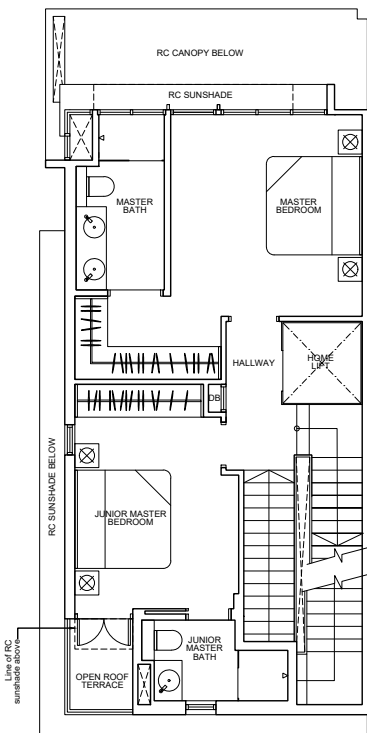 RC CANOPY BELOW
RC SUNSHADE
MASTER
BATH
MASTER
BEDROOM
HALLWAY
HOME
LIFT
DB
RC SUNSHADE BELOW
JUNIOR MASTER
BEDROOM
Line of RC
sunshade above
OPEN ROOF
TERRACE
JUNIOR
MASTER
BATH